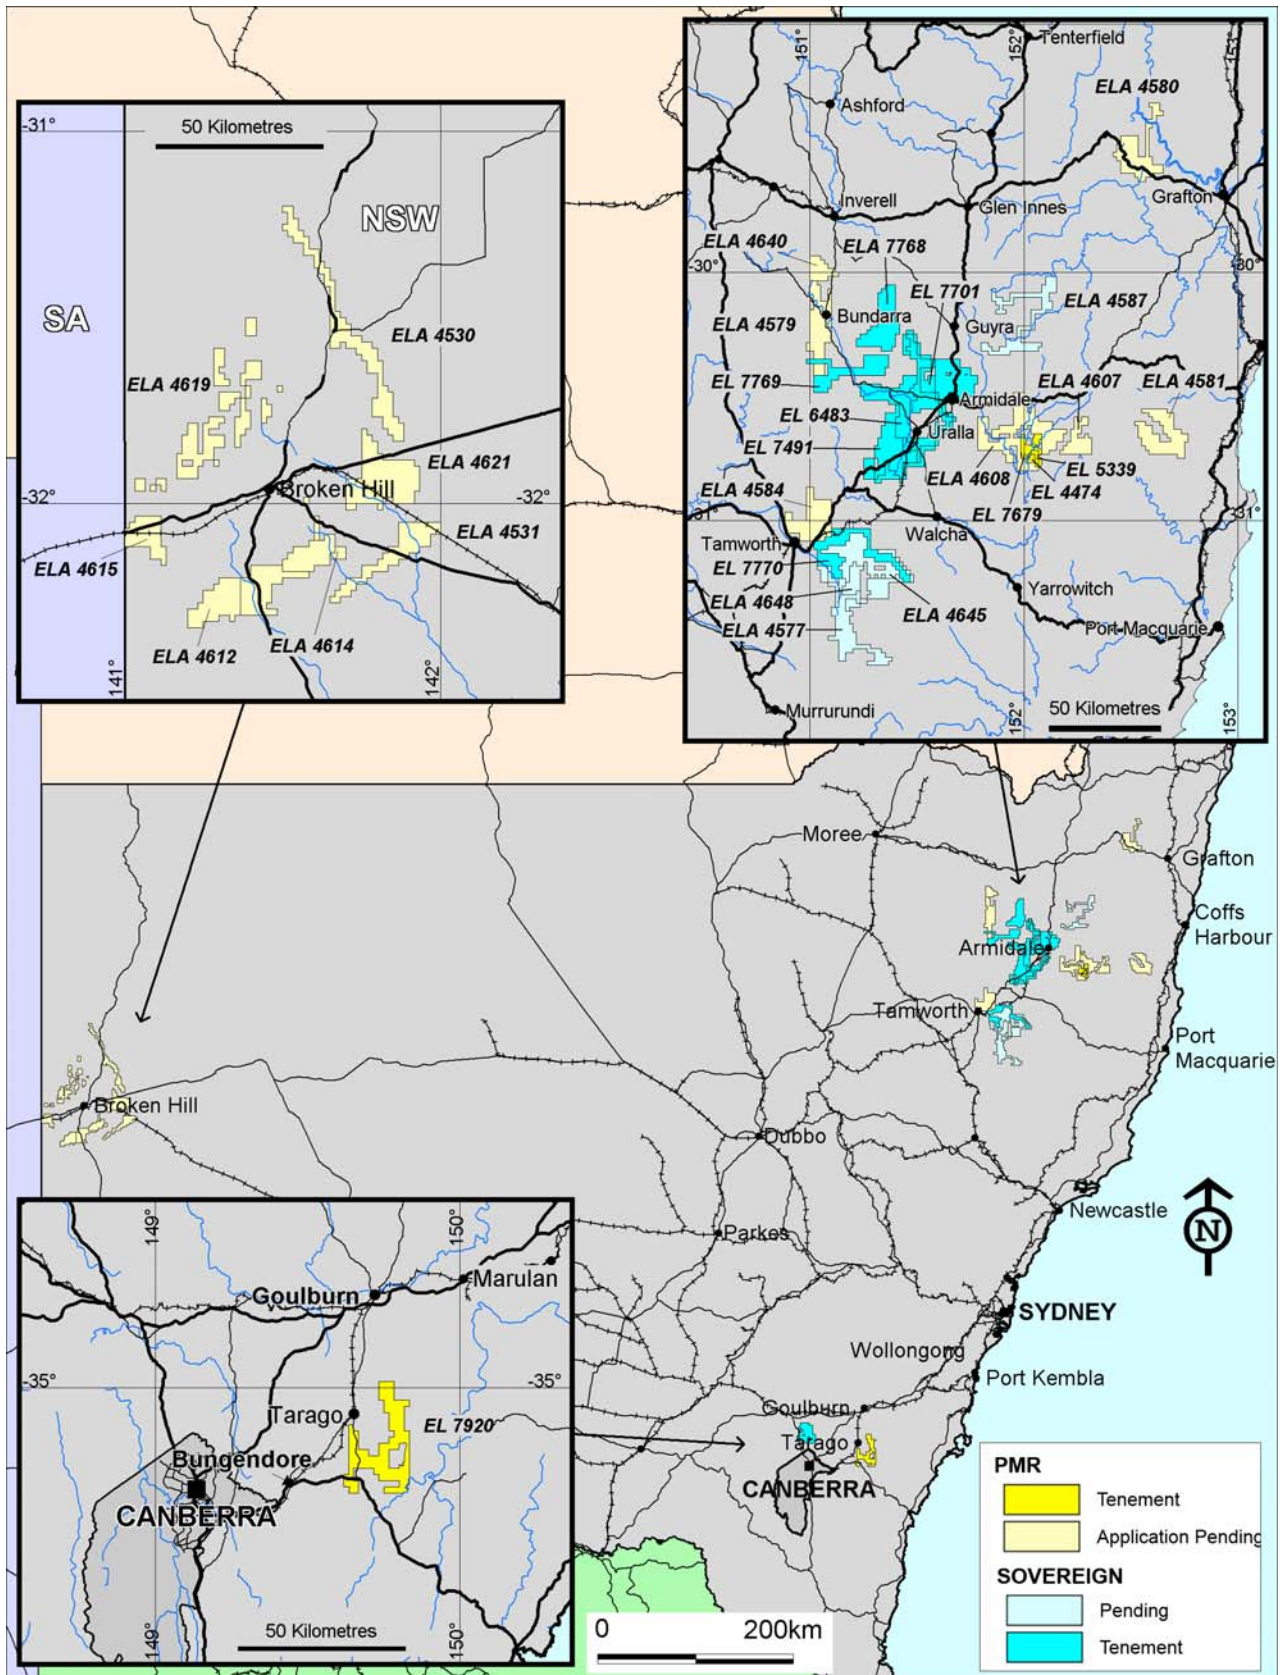 -31°
50 Kilometres
NSW
SA
ELA 4530
ELA 4619
ELA 4621
Broken Hill
-32°
-32°
ELA 4531
ELA 4615
ELA 4614
ELA 4612
141°
142°
151°
152°
153°
Tenterfield
ELA 4580
Ashford
Inverell
Glen Innes
Grafton
ELA 4640
ELA 7768
-30°
-30°
EL 7701
ELA 4587
ELA 4579
Bundarra
Guyra
EL 7769
ELA 4607
ELA 4581
EL 6483
Armidale
Uralla
EL 7491
ELA 4608
EL 5339
ELA 4584
EL 4474
EL 7679
-31°
-31°
Tamworth
Walcha
EL 7770
Yarrowitch
ELA 4648
ELA 4645
ELA 4577
Port Macquarie
Murrurundi
152°
50 Kilometres
153°
Moree
Grafton
Coffs
Harbour
Armidale
Tamworth
Port
Macquarie
Broken Hill
Dubbo
Newcastle
N
Parkes
SYDNEY
Wollongong
Port Kembla
Goulburn
Tarago
CANBERRA
149°
150°
Marulan
Goulburn
-35°
-35°
Tarago
EL 7920
Bungendore
CANBERRA
149°
50 Kilometres
150°
0 200km
PMR
Tenement
Application Pending
SOVEREIGN
Pending
Tenement